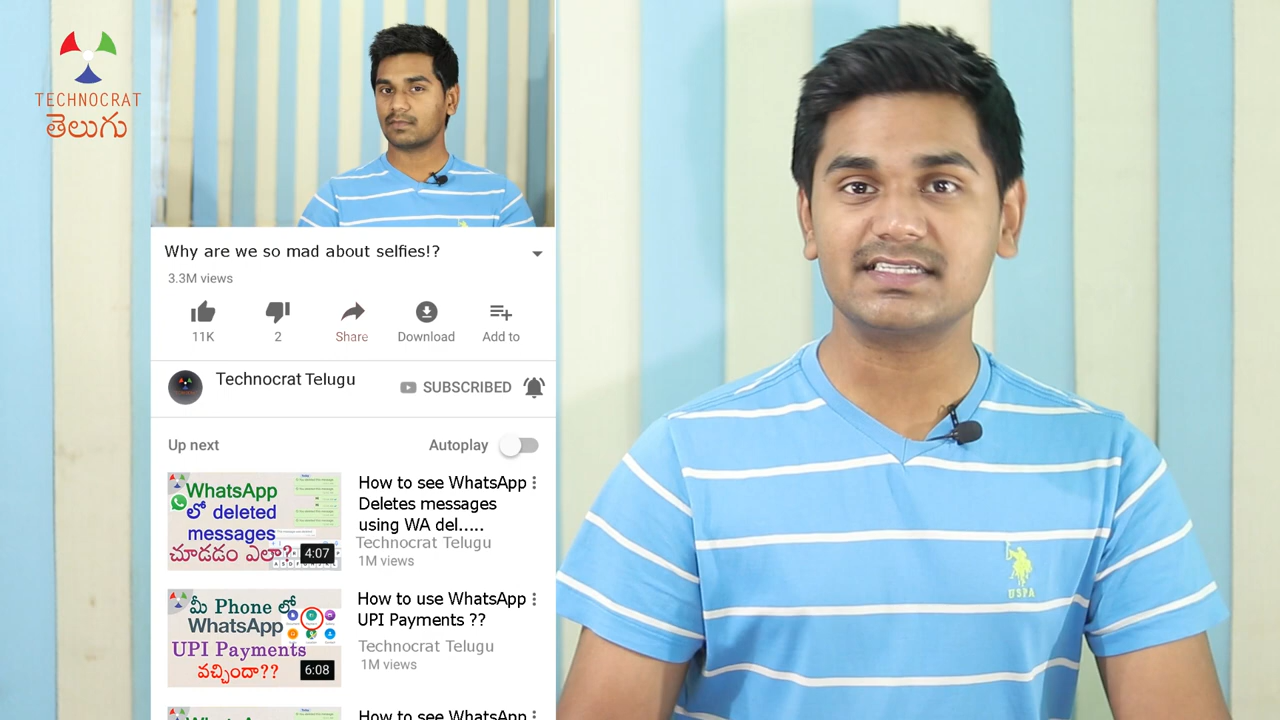 TECHNOCRAT
తెలుగు
Why are we so mad about selfies!?
3.3M views
11K
2
Share
Download
Add to
Technocrat Telugu
SUBSCRIBED
Up next
Autoplay
WhatsApp
లో deleted
messages
చూడడం ఎలా?
4:07
How to see WhatsApp
Deletes messages
using WA del.....
Technocrat Telugu
1M views
మీ Phone లో
WhatsApp
UPI Payments
వచ్చిందా??
6:08
How to use WhatsApp
UPI Payments ??
Technocrat Telugu
1M views
How to see WhatsApp
USPA